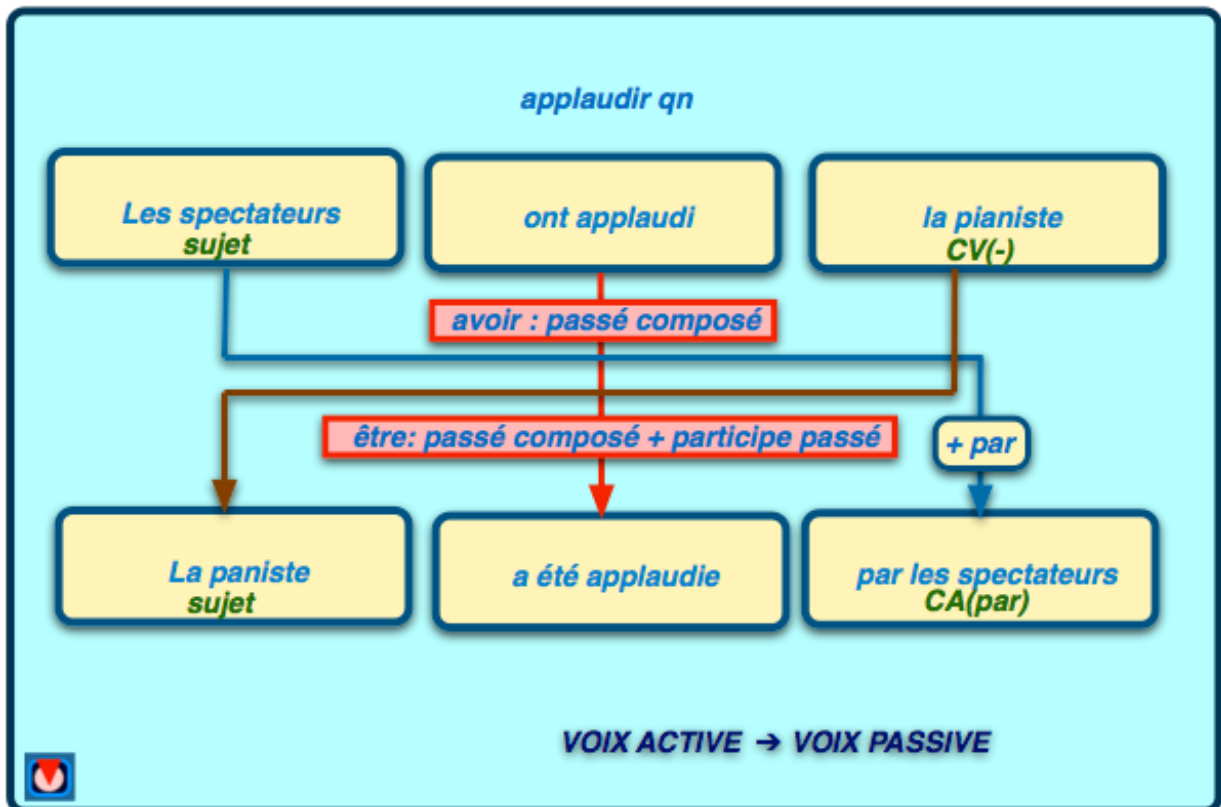 applaudir qn
Les spectateurs
sujet
ont applaudi
la pianiste
CV(-)
avoir : passé composé
être: passé composé + participe passé
+ par
La paniste
sujet
a été applaudie
par les spectateurs
CA(par)
VOIX ACTIVE → VOIX PASSIVE